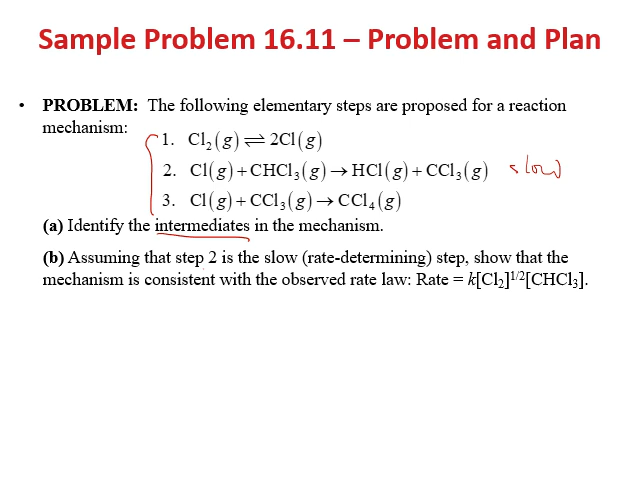 Sample Problem 16.11 – Problem and Plan
• PROBLEM: The following elementary steps are proposed for a reaction
mechanism:
1. Cl₂(g) ⇌ 2Cl(g)
2. Cl(g) + CHCl₃(g) → HCl(g) + CCl₃(g) slow
3. Cl(g) + CCl₃(g) → CCl₄(g)
(a) Identify the intermediates in the mechanism.
(b) Assuming that step 2 is the slow (rate-determining) step, show that the
mechanism is consistent with the observed rate law: Rate = k[Cl₂]¹ᐟ²[CHCl₃].